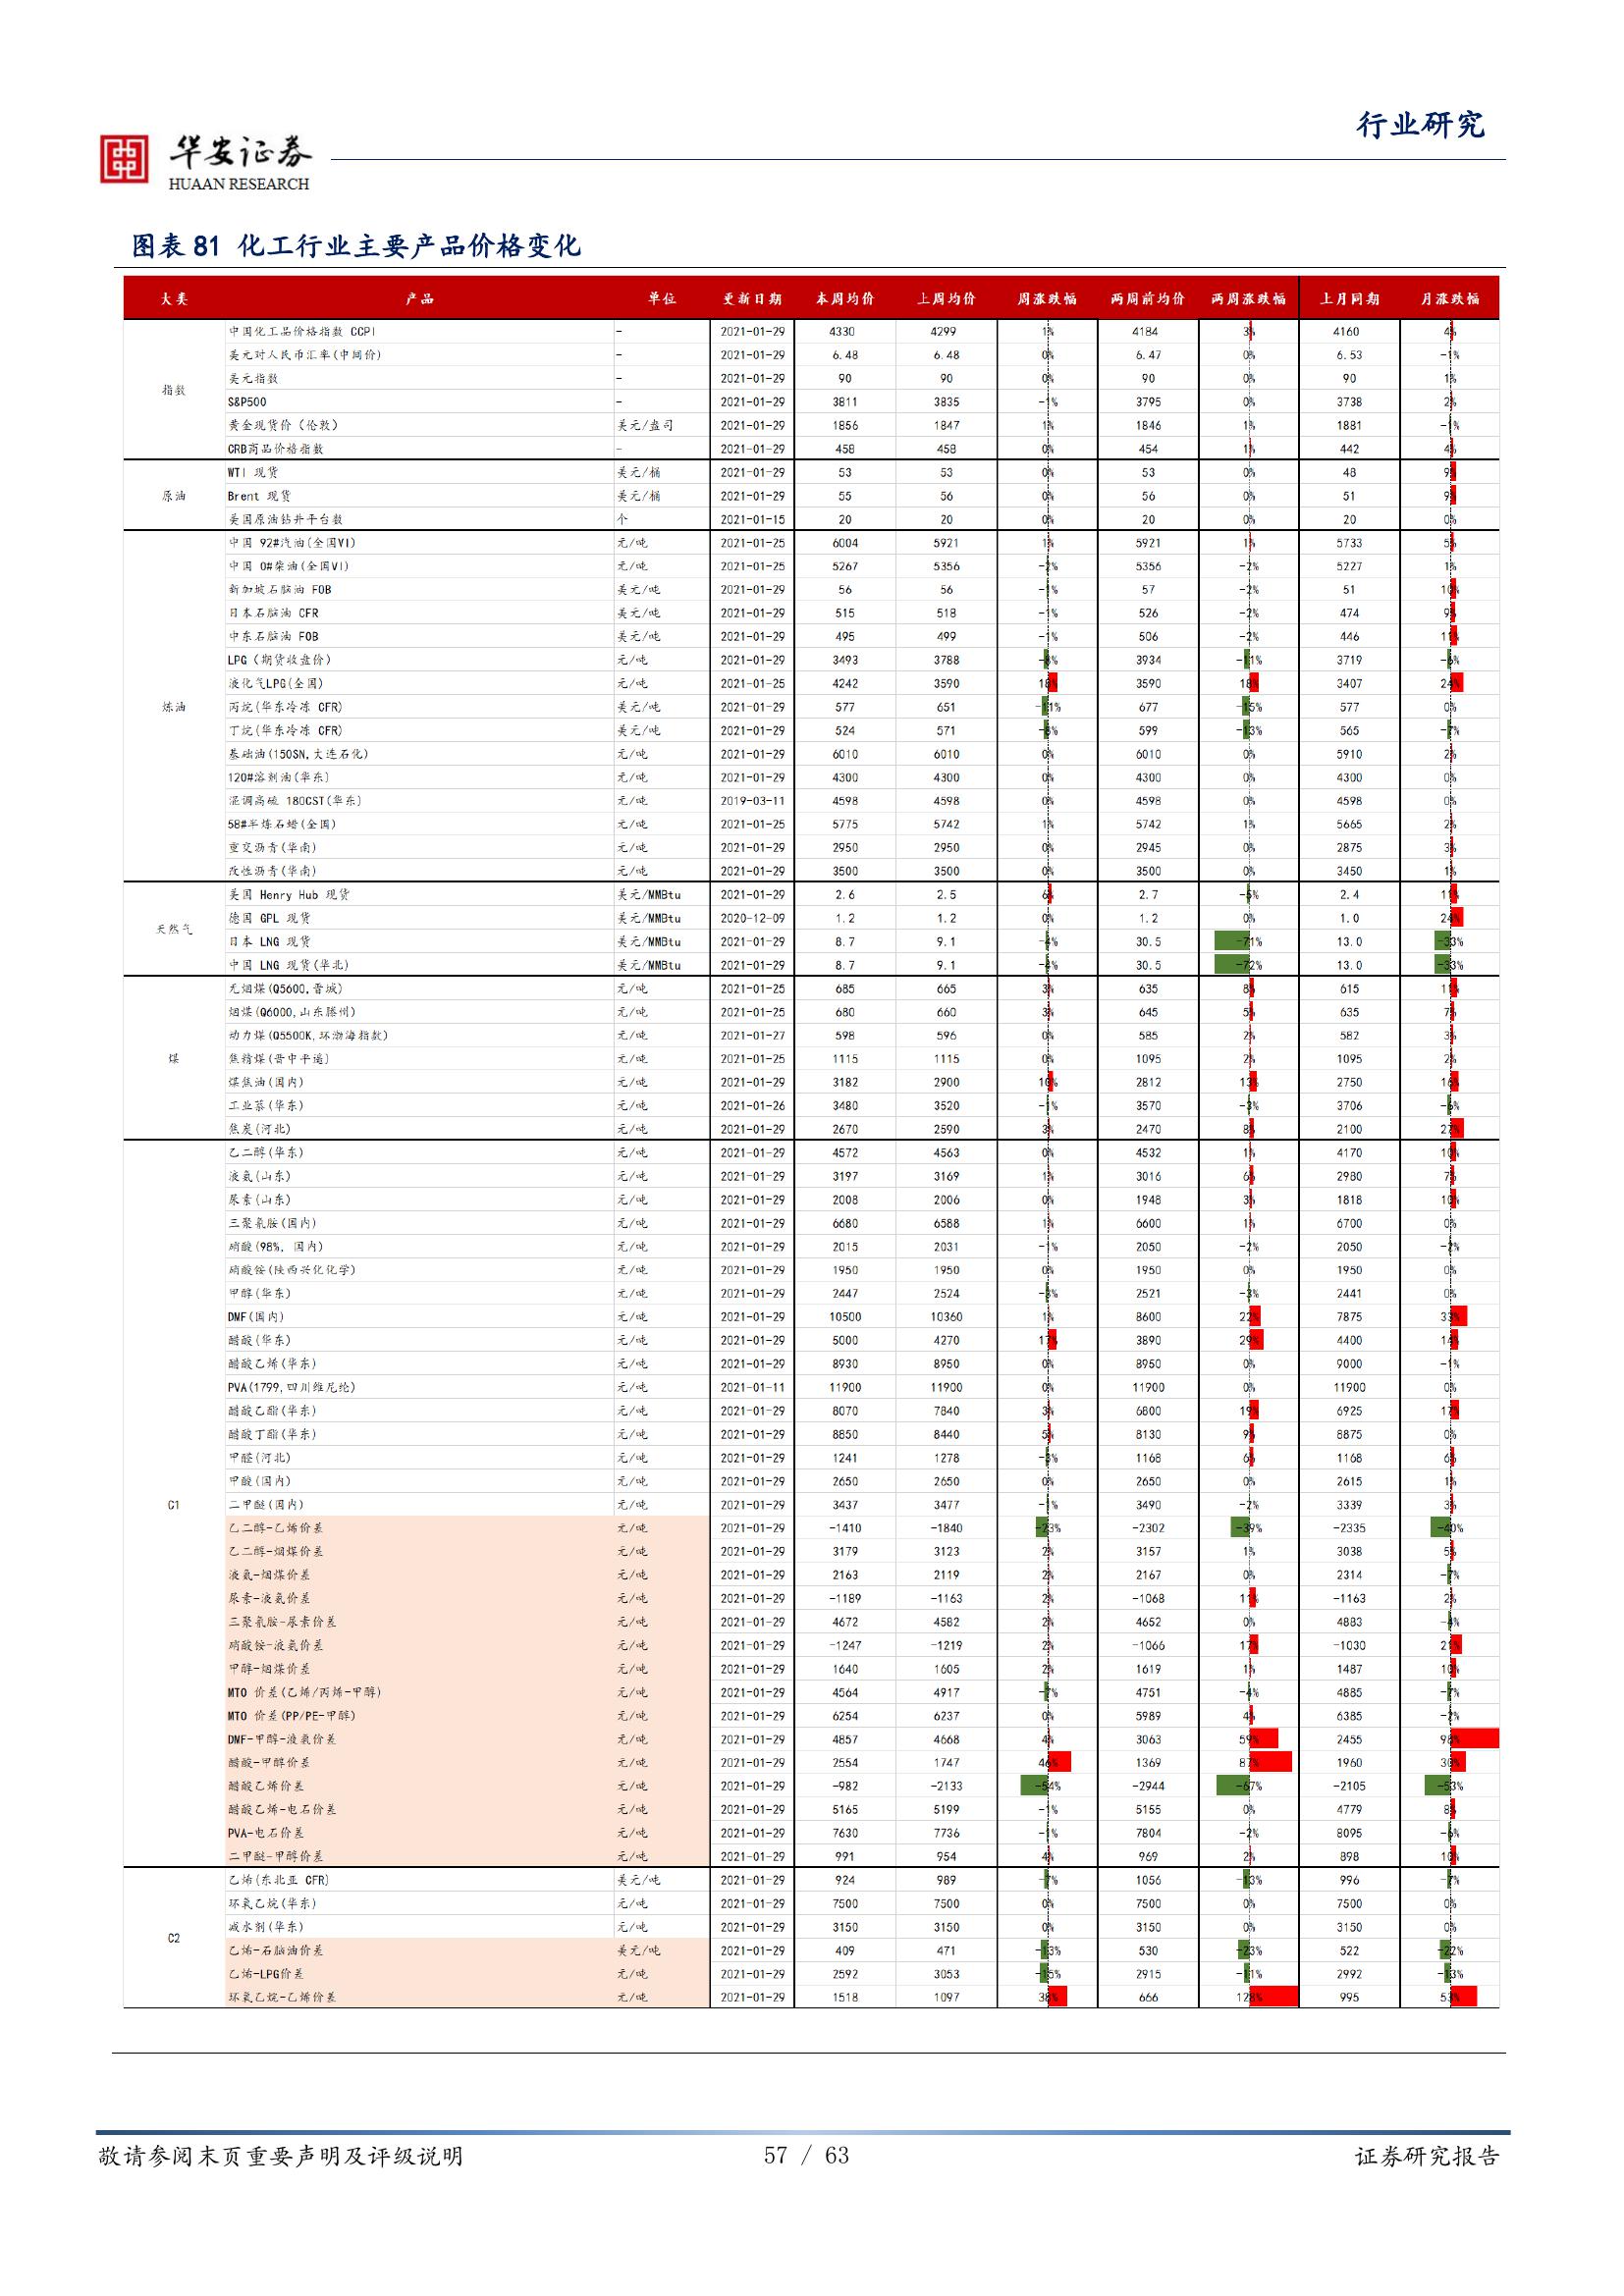 行业研究
华安证券
HUAAN RESEARCH
图表 81 化工行业主要产品价格变化
大类 产品 单位 更新日期 本周均价 上周均价 周涨跌幅 两周前均价 两周涨跌幅 上月同期 月涨跌幅
指数
中国化工品价格指数 CCPI - 2021-01-29 4330 4299 1% 4184 3% 4160 4%
美元对人民币汇率(中间价) - 2021-01-29 6.48 6.48 0% 6.47 0% 6.53 -1%
美元指数 - 2021-01-29 90 90 0% 90 0% 90 1%
S&P500 - 2021-01-29 3811 3835 -1% 3795 0% 3738 2%
黄金现货价 (伦敦) 美元/盎司 2021-01-29 1856 1847 1% 1846 1% 1881 -1%
CRB商品价格指数 - 2021-01-29 458 458 0% 454 1% 442 4%
原油
WTI 现货 美元/桶 2021-01-29 53 53 0% 53 0% 48 9%
Brent 现货 美元/桶 2021-01-29 55 56 0% 56 0% 51 9%
美国原油钻井平台数 个 2021-01-15 20 20 0% 20 0% 20 0%
炼油
中国 92#汽油(全国VI) 元/吨 2021-01-25 6004 5921 1% 5921 1% 5733 5%
中国 0#柴油(全国VI) 元/吨 2021-01-25 5267 5356 -2% 5356 -2% 5227 1%
新加坡石脑油 FOB 美元/吨 2021-01-29 56 56 -1% 57 -2% 51 10%
日本石脑油 CFR 美元/吨 2021-01-29 515 518 -1% 526 -2% 474 9%
中东石脑油 FOB 美元/吨 2021-01-29 495 499 -1% 506 -2% 446 11%
LPG (期货收盘价) 元/吨 2021-01-29 3493 3788 -8% 3934 -11% 3719 -6%
液化气LPG(全国) 元/吨 2021-01-25 4242 3590 18% 3590 18% 3407 24%
丙烷(华东冷冻 CFR) 美元/吨 2021-01-29 577 651 -11% 677 -15% 577 0%
丁烷(华东冷冻 CFR) 美元/吨 2021-01-29 524 571 -8% 599 -13% 565 -7%
基础油(150SN,大连石化) 元/吨 2021-01-29 6010 6010 0% 6010 0% 5910 2%
120#溶剂油(华东) 元/吨 2021-01-29 4300 4300 0% 4300 0% 4300 0%
混调高硫 180CST(华东) 元/吨 2019-03-11 4598 4598 0% 4598 0% 4598 0%
58#半炼石蜡(全国) 元/吨 2021-01-25 5775 5742 1% 5742 1% 5665 2%
重交沥青(华南) 元/吨 2021-01-29 2950 2950 0% 2945 0% 2875 3%
改性沥青(华南) 元/吨 2021-01-29 3500 3500 0% 3500 0% 3450 1%
天然气
美国 Henry Hub 现货 美元/MMBtu 2021-01-29 2.6 2.5 6% 2.7 -5% 2.4 11%
德国 GPL 现货 美元/MMBtu 2020-12-09 1.2 1.2 0% 1.2 0% 1.0 24%
日本 LNG 现货 美元/MMBtu 2021-01-29 8.7 9.1 -4% 30.5 -71% 13.0 -33%
中国 LNG 现货(华北) 美元/MMBtu 2021-01-29 8.7 9.1 -4% 30.5 -72% 13.0 -33%
煤
无烟煤(Q5600,晋城) 元/吨 2021-01-25 685 665 3% 635 8% 615 11%
烟煤(Q6000,山东滕州) 元/吨 2021-01-25 680 660 3% 645 5% 635 7%
动力煤(Q5500K,环渤海指数) 元/吨 2021-01-27 598 596 0% 585 2% 582 3%
焦精煤(晋中平遥) 元/吨 2021-01-25 1115 1115 0% 1095 2% 1095 2%
煤焦油(国内) 元/吨 2021-01-29 3182 2900 10% 2812 13% 2750 16%
工业萘(华东) 元/吨 2021-01-26 3480 3520 -1% 3570 -3% 3706 -6%
焦炭(河北) 元/吨 2021-01-29 2670 2590 3% 2470 8% 2100 27%
C1
乙二醇(华东) 元/吨 2021-01-29 4572 4563 0% 4532 1% 4170 10%
液氨(山东) 元/吨 2021-01-29 3197 3169 1% 3016 6% 2980 7%
尿素(山东) 元/吨 2021-01-29 2008 2006 0% 1948 3% 1818 10%
三聚氰胺(国内) 元/吨 2021-01-29 6680 6588 1% 6600 1% 6700 0%
硝酸(98%, 国内) 元/吨 2021-01-29 2015 2031 -1% 2050 -2% 2050 -2%
硝酸铵(陕西兴化化学) 元/吨 2021-01-29 1950 1950 0% 1950 0% 1950 0%
甲醇(华东) 元/吨 2021-01-29 2447 2524 -3% 2521 -3% 2441 0%
DMF(国内) 元/吨 2021-01-29 10500 10360 1% 8600 22% 7875 33%
醋酸(华东) 元/吨 2021-01-29 5000 4270 17% 3890 29% 4400 14%
醋酸乙烯(华东) 元/吨 2021-01-29 8930 8950 0% 8950 0% 9000 -1%
PVA(1799,四川维尼纶) 元/吨 2021-01-11 11900 11900 0% 11900 0% 11900 0%
醋酸乙酯(华东) 元/吨 2021-01-29 8070 7840 3% 6800 19% 6925 17%
醋酸丁酯(华东) 元/吨 2021-01-29 8850 8440 5% 8130 9% 8875 0%
甲醛(河北) 元/吨 2021-01-29 1241 1278 -3% 1168 6% 1168 6%
甲酸(国内) 元/吨 2021-01-29 2650 2650 0% 2650 0% 2615 1%
二甲醚(国内) 元/吨 2021-01-29 3437 3477 -1% 3490 -2% 3339 3%
乙二醇-乙烯价差 元/吨 2021-01-29 -1410 -1840 -23% -2302 -39% -2335 -40%
乙二醇-烟煤价差 元/吨 2021-01-29 3179 3123 2% 3157 1% 3038 5%
液氨-烟煤价差 元/吨 2021-01-29 2163 2119 2% 2167 0% 2314 -7%
尿素-液氨价差 元/吨 2021-01-29 -1189 -1163 2% -1068 11% -1163 2%
三聚氰胺-尿素价差 元/吨 2021-01-29 4672 4582 2% 4652 0% 4883 -4%
硝酸铵-液氨价差 元/吨 2021-01-29 -1247 -1219 2% -1066 17% -1030 21%
甲醇-烟煤价差 元/吨 2021-01-29 1640 1605 2% 1619 1% 1487 10%
MTO 价差(乙烯/丙烯-甲醇) 元/吨 2021-01-29 4564 4917 -7% 4751 -4% 4885 -7%
MTO 价差(PP/PE-甲醇) 元/吨 2021-01-29 6254 6237 0% 5989 4% 6385 -2%
DMF-甲醇-液氨价差 元/吨 2021-01-29 4857 4668 4% 3063 59% 2455 98%
醋酸-甲醇价差 元/吨 2021-01-29 2554 1747 46% 1369 87% 1960 30%
醋酸乙烯价差 元/吨 2021-01-29 -982 -2133 -54% -2944 -67% -2105 -53%
醋酸乙烯-电石价差 元/吨 2021-01-29 5165 5199 -1% 5155 0% 4779 8%
PVA-电石价差 元/吨 2021-01-29 7630 7736 -1% 7804 -2% 8095 -6%
二甲醚-甲醇价差 元/吨 2021-01-29 991 954 4% 969 2% 898 10%
C2
乙烯(东北亚 CFR) 美元/吨 2021-01-29 924 989 -7% 1056 -13% 996 -7%
环氧乙烷(华东) 元/吨 2021-01-29 7500 7500 0% 7500 0% 7500 0%
减水剂(华东) 元/吨 2021-01-29 3150 3150 0% 3150 0% 3150 0%
乙烯-石脑油价差 美元/吨 2021-01-29 409 471 -13% 530 -23% 522 -22%
乙烯-LPG价差 元/吨 2021-01-29 2592 3053 -15% 2915 -11% 2992 -13%
环氧乙烷-乙烯价差 元/吨 2021-01-29 1518 1097 38% 666 128% 995 53%
敬请参阅末页重要声明及评级说明 57 / 63 证券研究报告